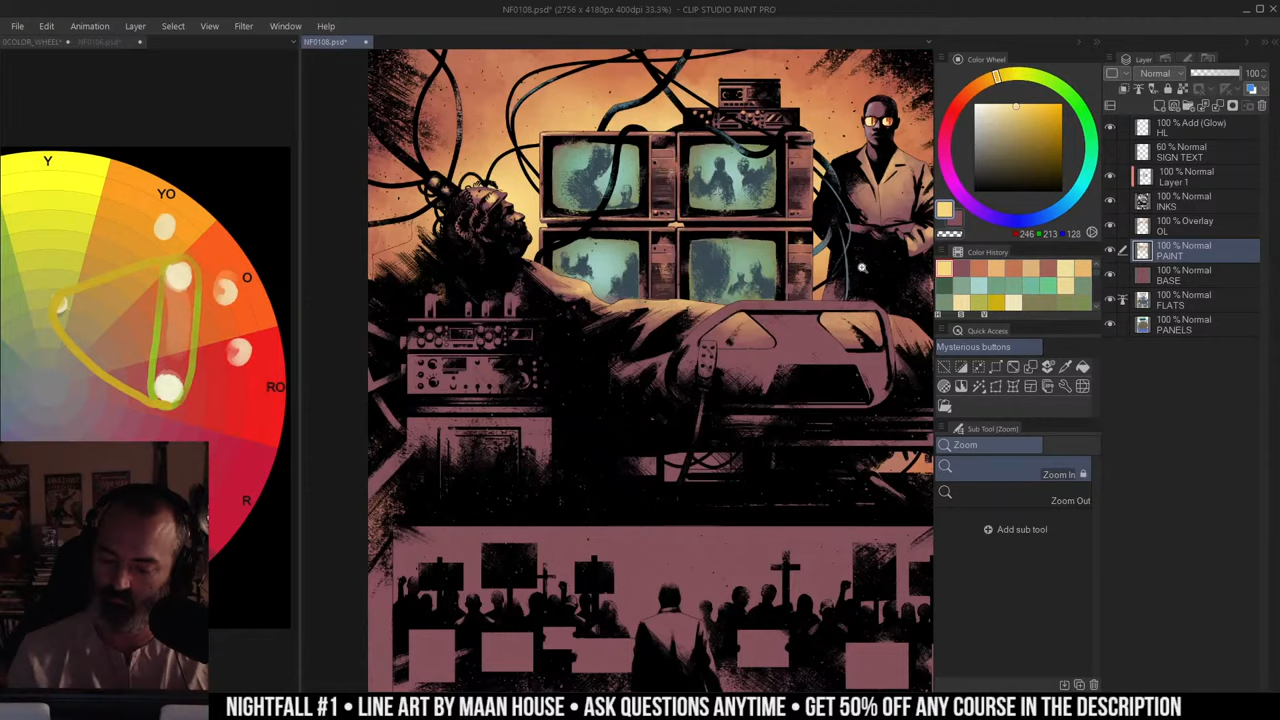 NF0108.psd* (2756 x 4180px 400dpi 33.3%) - CLIP STUDIO PAINT PRO
File Edit Animation Layer Select View Filter Window Help
0COLOR_WHEEL*
NF0106.psd*
NF0108.psd*
Y
YO
O
RO
R
Color Wheel
246 213 128
Color History
H S V
Quick Access
Mysterious buttons
Sub Tool [Zoom]
Zoom
Zoom In
Zoom Out
Add sub tool
Layer
Normal 100
100 % Add (Glow)
HL
60 % Normal
SIGN TEXT
100 % Normal
Layer 1
100 % Normal
INKS
100 % Overlay
OL
100 % Normal
PAINT
100 % Normal
BASE
100 % Normal
FLATS
100 % Normal
PANELS
NIGHTFALL #1 • LINE ART BY MAAN HOUSE • ASK QUESTIONS ANYTIME • GET 50% OFF ANY COURSE IN THE DESCRIPTION